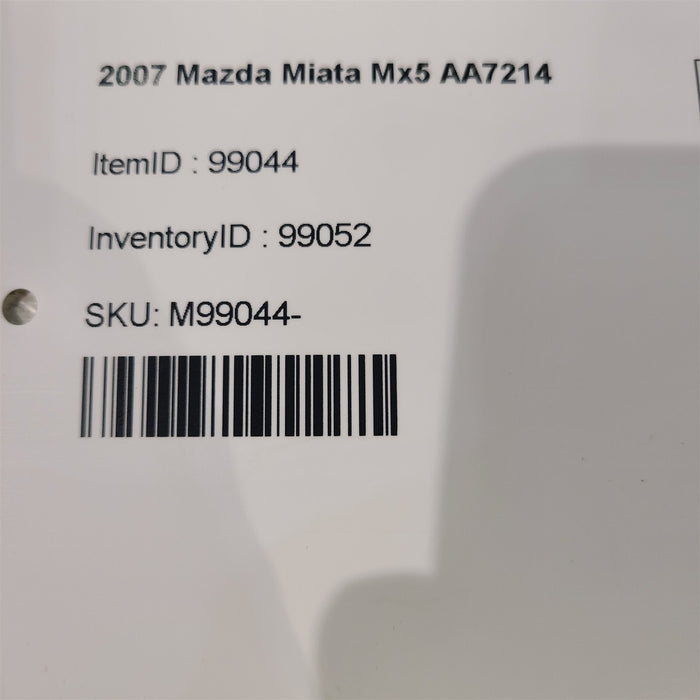 2007 Mazda Miata Mx5 AA7214
ItemID : 99044
InventoryID : 99052
SKU: M99044-